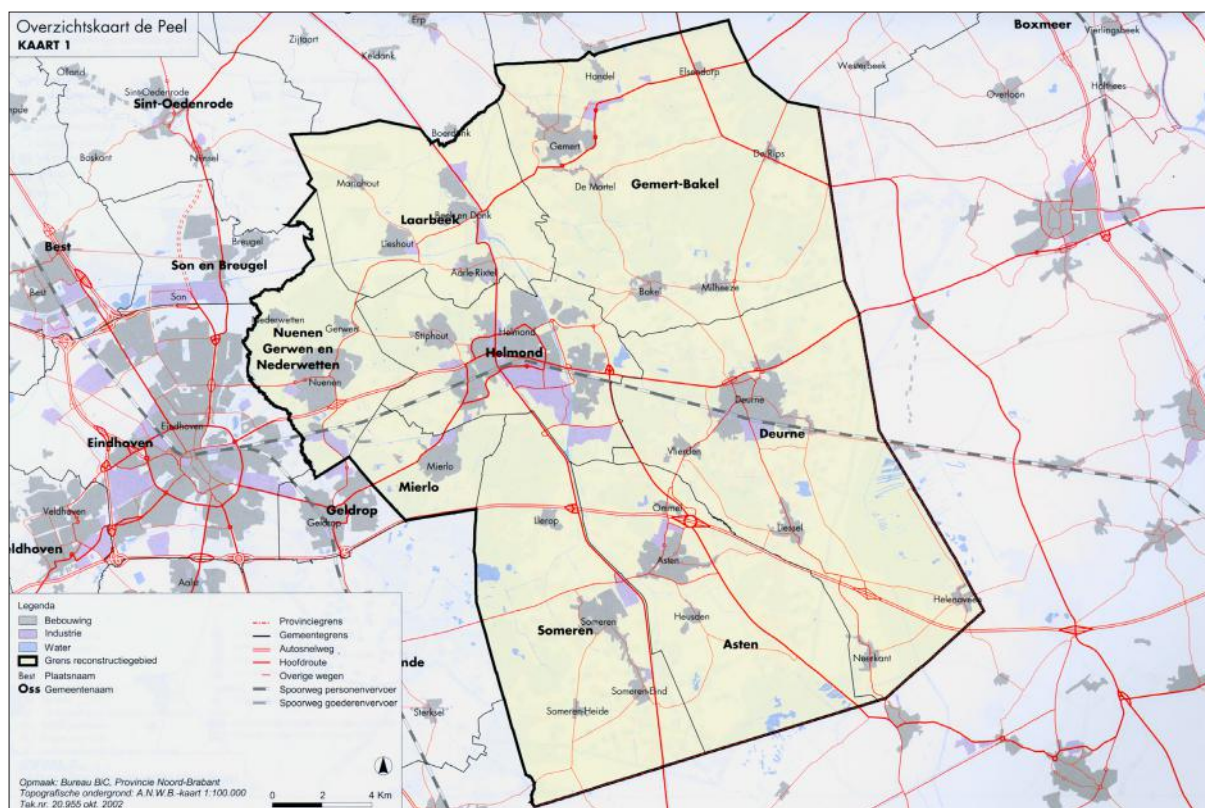 Overzichtskaart de Peel
KAART 1
Erp
Zijtaart
Keldonk
Boxmeer
Vierlingsbeek
Olland
Sint-Oedenrode
Sint-Oedenrode
Handel
Elsendorp
Westerbeek
Overloon
Holthees
Boskant
Nijnsel
Boerdonk
Gemert
De Rips
Mariahout
De Mortel
Gemert-Bakel
Laarbeek
Beek en Donk
Best
Breugel
Lieshout
Son en Breugel
Aarle-Rixtel
Best
Son
Bakel
Milheeze
Nederwetten
Nuenen
Gerwen en
Nederwetten
Gerwen
Stiphout
Helmond
Helmond
Nuenen
Deurne
Eindhoven
Eindhoven
Deurne
Vlierden
Mierlo
Mierlo
Veldhoven
Geldrop
Geldrop
Lierop
Ommel
Liessel
eldhoven
Aalst
Asten
Helenaveen
Someren
Someren
Heusden
Asten
Neerkant
nde
Someren-Eind
Someren-Heide
Sterksel
Legenda
Bebouwing
Industrie
Water
Grens reconstructiegebied
Best Plaatsnaam
Oss Gemeentenaam
Provinciegrens
Gemeentegrens
Autosnelweg
Hoofdroute
Overige wegen
Spoorweg personenvervoer
Spoorweg goederenvervoer
Opmaak: Bureau BiC, Provincie Noord-Brabant
Topografische ondergrond: A.N.W.B.-kaart 1:100.000
Tek.nr. 20.955 okt. 2002
0 2 4 Km